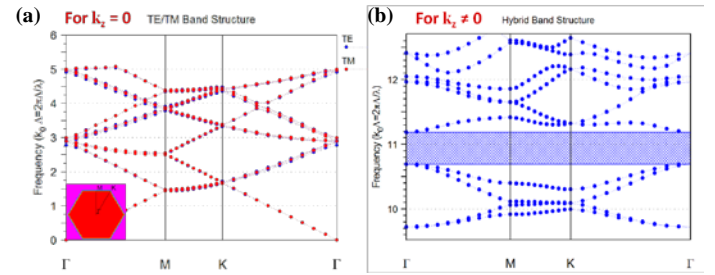 (a) For k_z = 0 TE/TM Band Structure
TE
TM
Frequency (k₀Λ=2πΛ/λ)
6
5
4
3
2
1
0
M K
Γ
Γ M K Γ
(b) For k_z ≠ 0 Hybrid Band Structure
Frequency (k₀Λ=2πΛ/λ)
12
11
10
Γ M K Γ